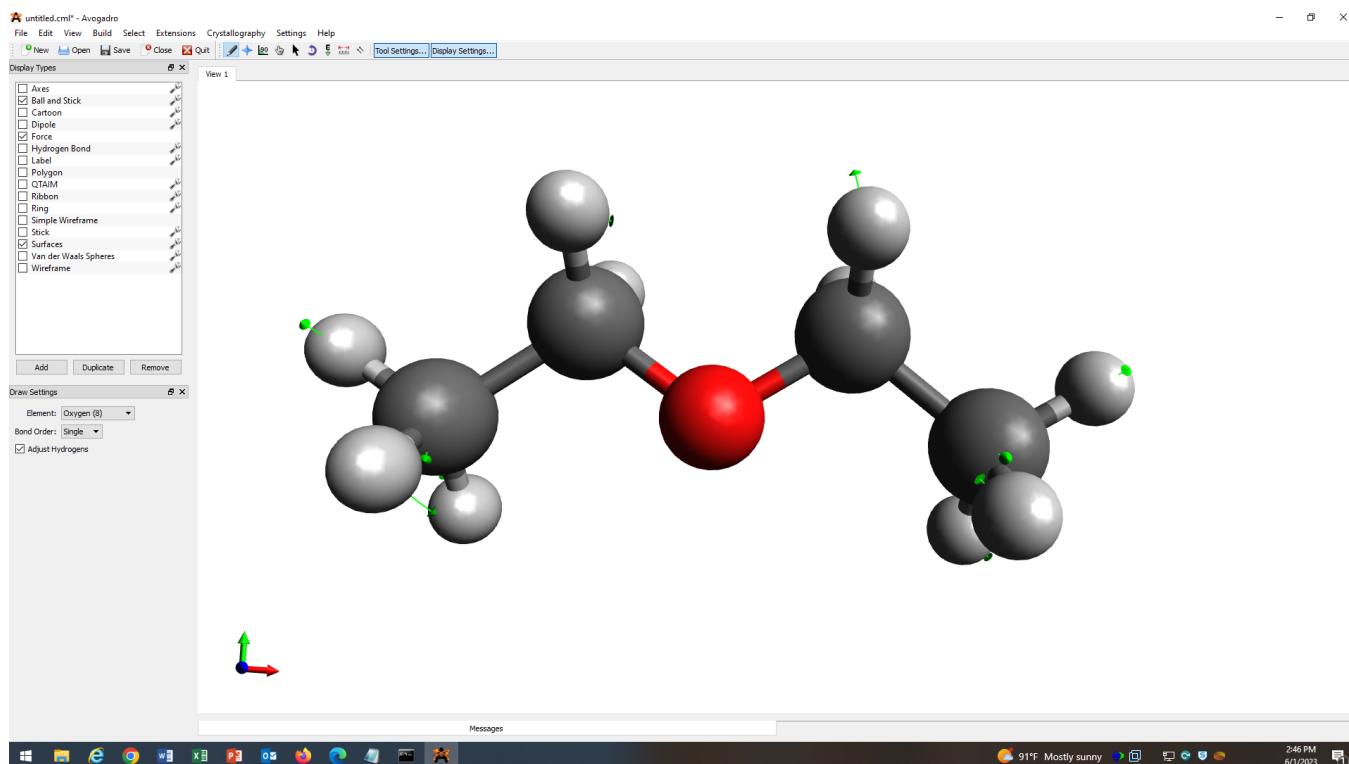 untitled.cml* - Avogadro
File Edit View Build Select Extensions Crystallography Settings Help
New Open Save Close Quit Tool Settings... Display Settings...
Display Types
View 1
Axes
Ball and Stick
Cartoon
Dipole
Force
Hydrogen Bond
Label
Polygon
QTAIM
Ribbon
Ring
Simple Wireframe
Stick
Surfaces
Van der Waals Spheres
Wireframe
Add Duplicate Remove
Draw Settings
Element: Oxygen (8)
Bond Order: Single
Adjust Hydrogens
Messages
91°F Mostly sunny
2:46 PM
6/1/2023